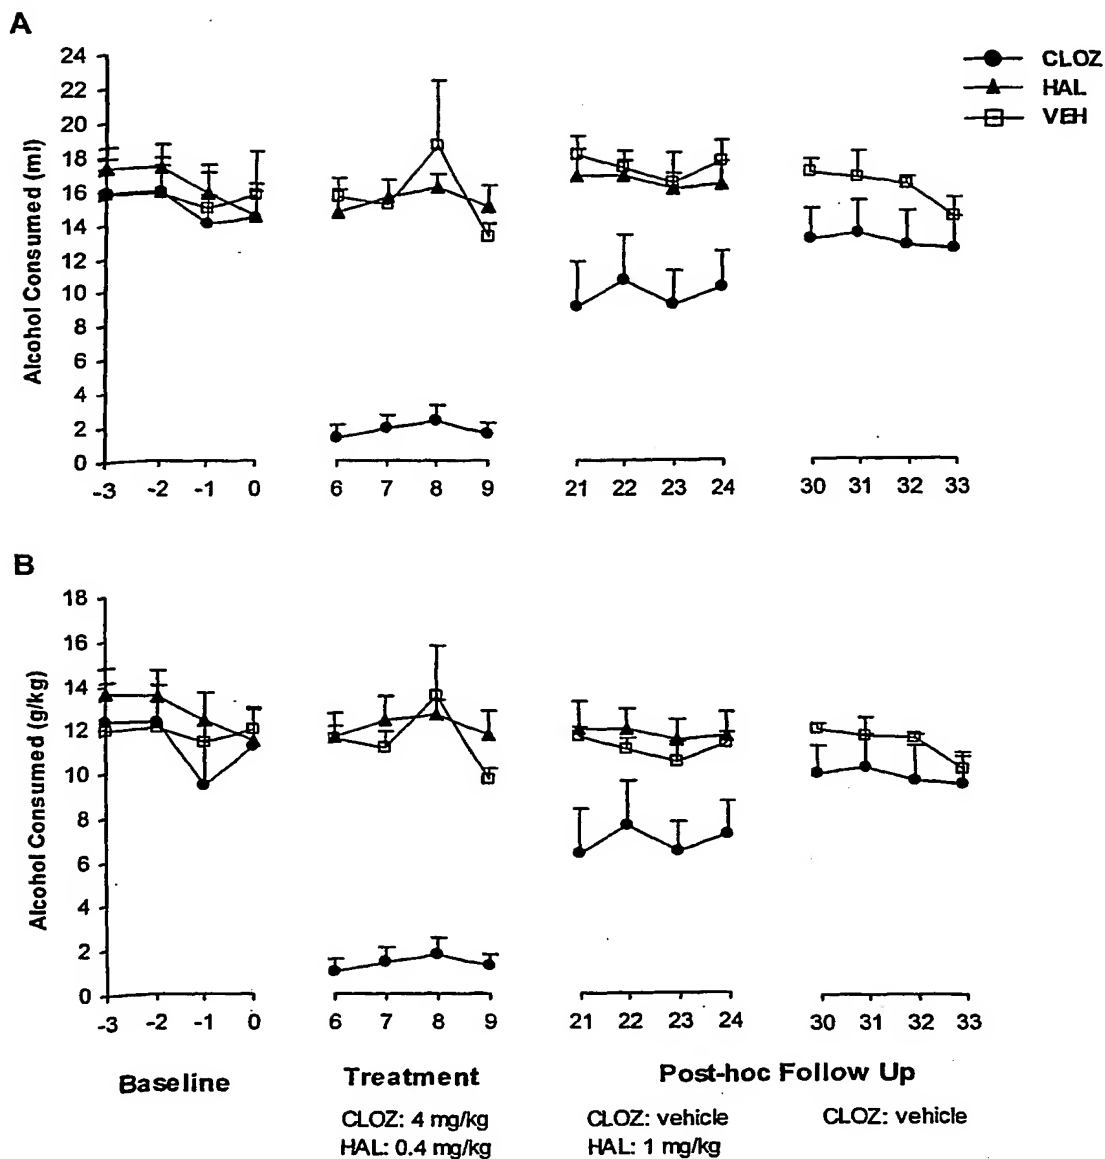 A
CLOZ
HAL
VEH
Alcohol Consumed (ml)
24
22
20
18
16
14
12
10
8
6
4
2
0
-3 -2 -1 0 6 7 8 9 21 22 23 24 30 31 32 33
B
Alcohol Consumed (g/kg)
18
16
14
12
10
8
6
4
2
0
-3 -2 -1 0 6 7 8 9 21 22 23 24 30 31 32 33
Baseline Treatment Post-hoc Follow Up
CLOZ: 4 mg/kg CLOZ: vehicle CLOZ: vehicle
HAL: 0.4 mg/kg HAL: 1 mg/kg